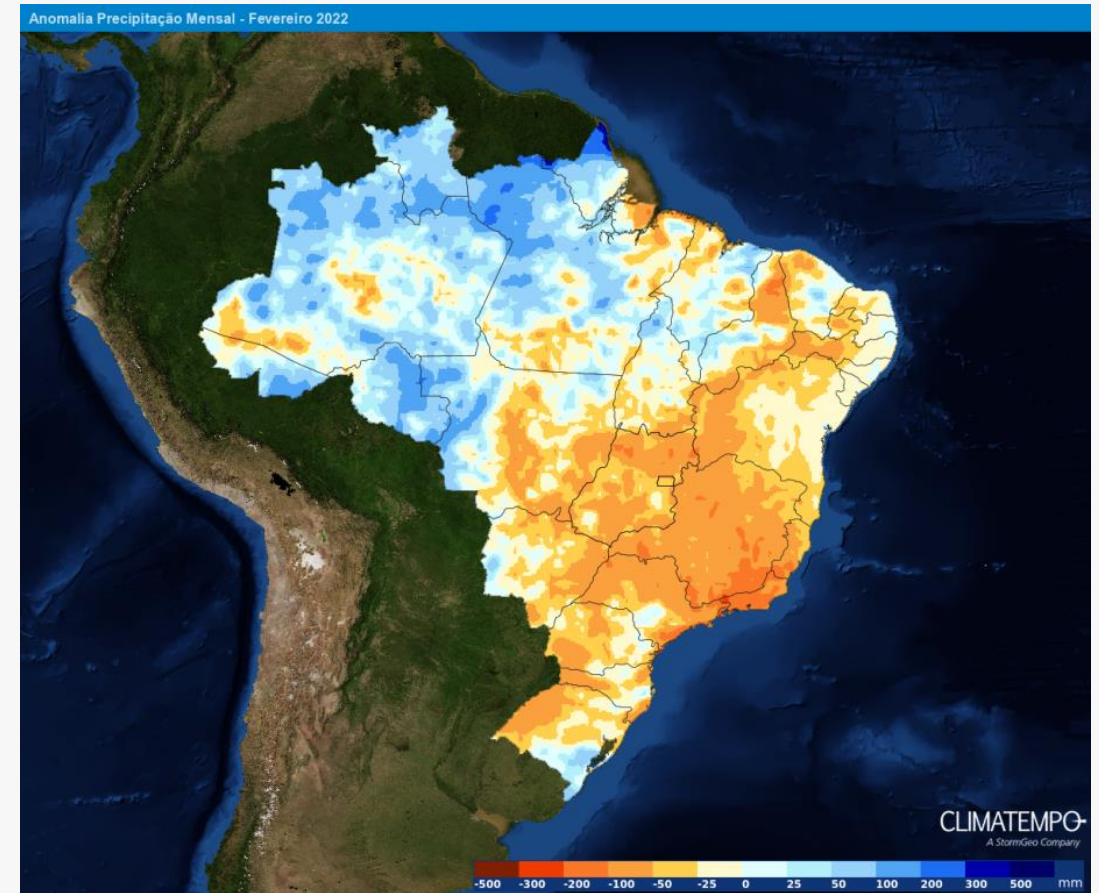 Anomalia Precipitação Mensal - Fevereiro 2022
CLIMATEMPO
A StormGeo Company
-500 -300 -200 -100 -50 -25 0 25 50 100 200 300 500 mm